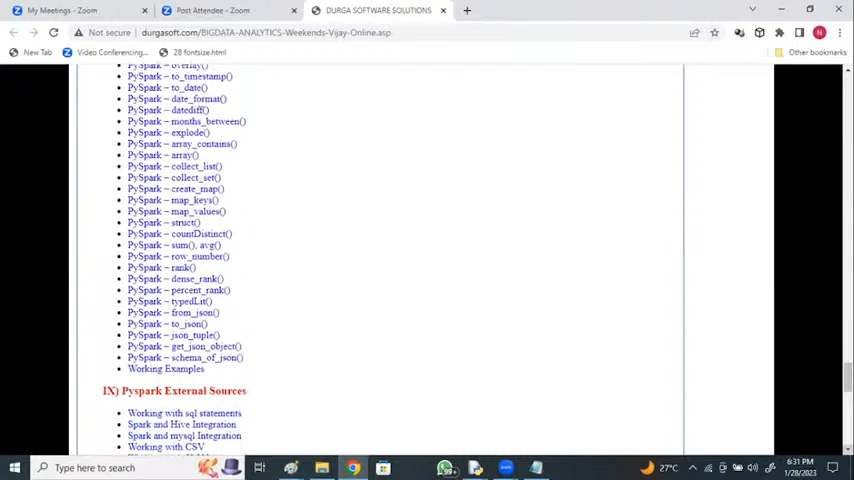 My Meetings - Zoom
Post Attendee - Zoom
DURGA SOFTWARE SOLUTIONS
Not secure
durgasoft.com/BIGDATA-ANALYTICS-Weekends-Vijay-Online.asp
N
New Tab
Video Conferencing...
28 fontsize.html
Other bookmarks
PySpark – overlay()
PySpark – to_timestamp()
PySpark – to_date()
PySpark – date_format()
PySpark – datediff()
PySpark – months_between()
PySpark – explode()
PySpark – array_contains()
PySpark – array()
PySpark – collect_list()
PySpark – collect_set()
PySpark – create_map()
PySpark – map_keys()
PySpark – map_values()
PySpark – struct()
PySpark – countDistinct()
PySpark – sum(), avg()
PySpark – row_number()
PySpark – rank()
PySpark – dense_rank()
PySpark – percent_rank()
PySpark – typedLit()
PySpark – from_json()
PySpark – to_json()
PySpark – json_tuple()
PySpark – get_json_object()
PySpark – schema_of_json()
Working Examples
IX) Pyspark External Sources
Working with sql statements
Spark and Hive Integration
Spark and mysql Integration
Working with CSV
Type here to search
99+
27°C
6:31 PM
1/28/2023